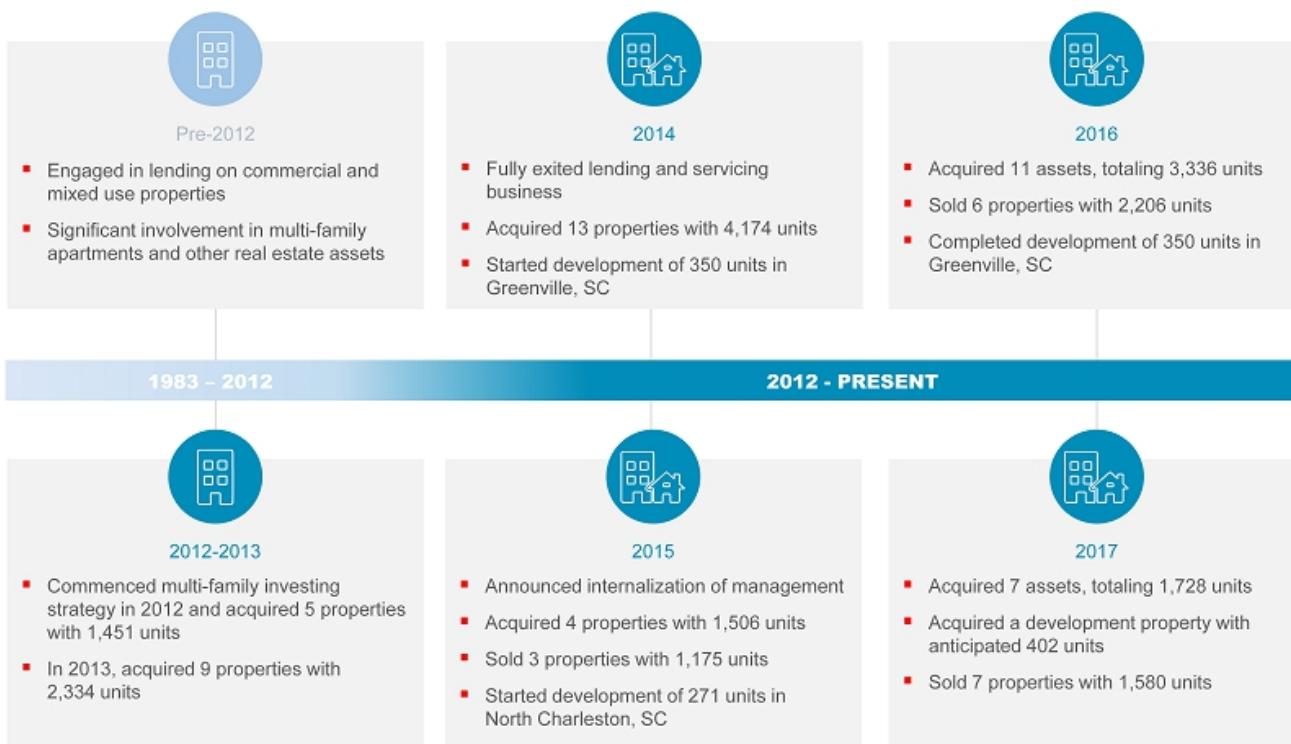 Pre-2012
Engaged in lending on commercial and
mixed use properties
Significant involvement in multi-family
apartments and other real estate assets
2014
Fully exited lending and servicing
business
Acquired 13 properties with 4,174 units
Started development of 350 units in
Greenville, SC
2016
Acquired 11 assets, totaling 3,336 units
Sold 6 properties with 2,206 units
Completed development of 350 units in
Greenville, SC
1983 – 2012
2012 - PRESENT
2012-2013
Commenced multi-family investing
strategy in 2012 and acquired 5 properties
with 1,451 units
In 2013, acquired 9 properties with
2,334 units
2015
Announced internalization of management
Acquired 4 properties with 1,506 units
Sold 3 properties with 1,175 units
Started development of 271 units in
North Charleston, SC
2017
Acquired 7 assets, totaling 1,728 units
Acquired a development property with
anticipated 402 units
Sold 7 properties with 1,580 units